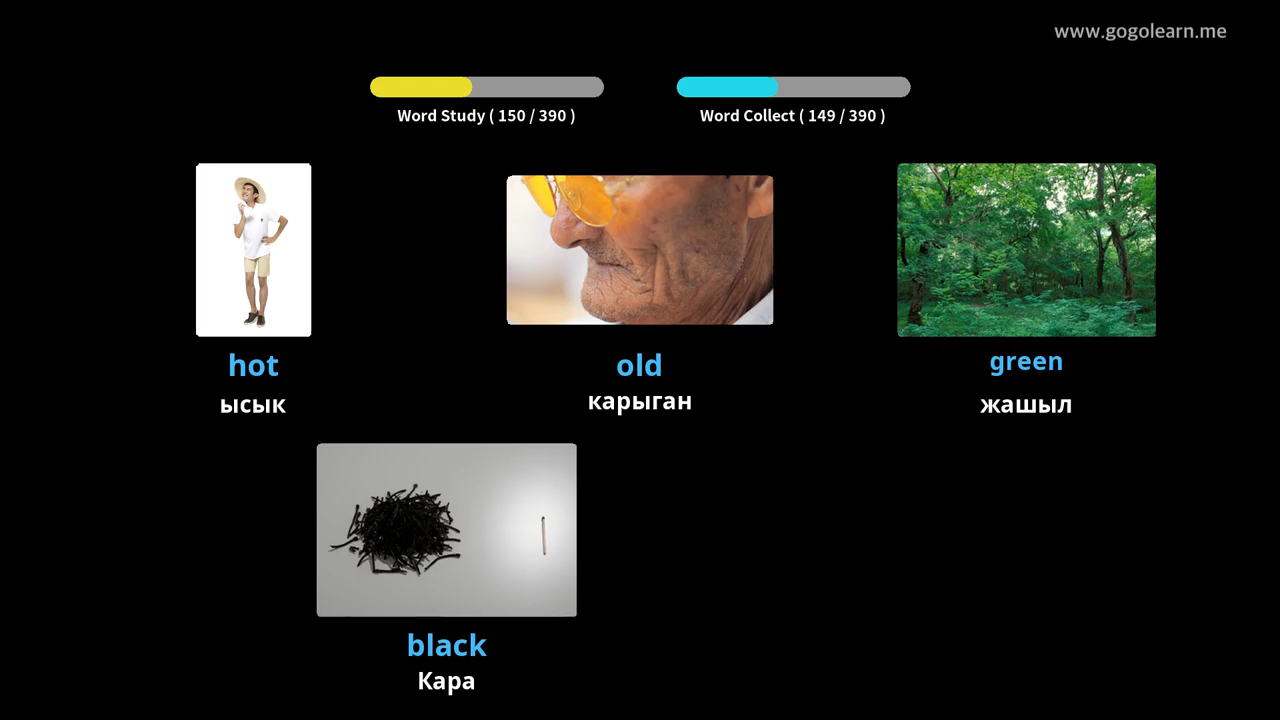 www.gogolearn.me
Word Study ( 150 / 390 )
Word Collect ( 149 / 390 )
hot
ысык
old
карыган
green
жашыл
black
Кара